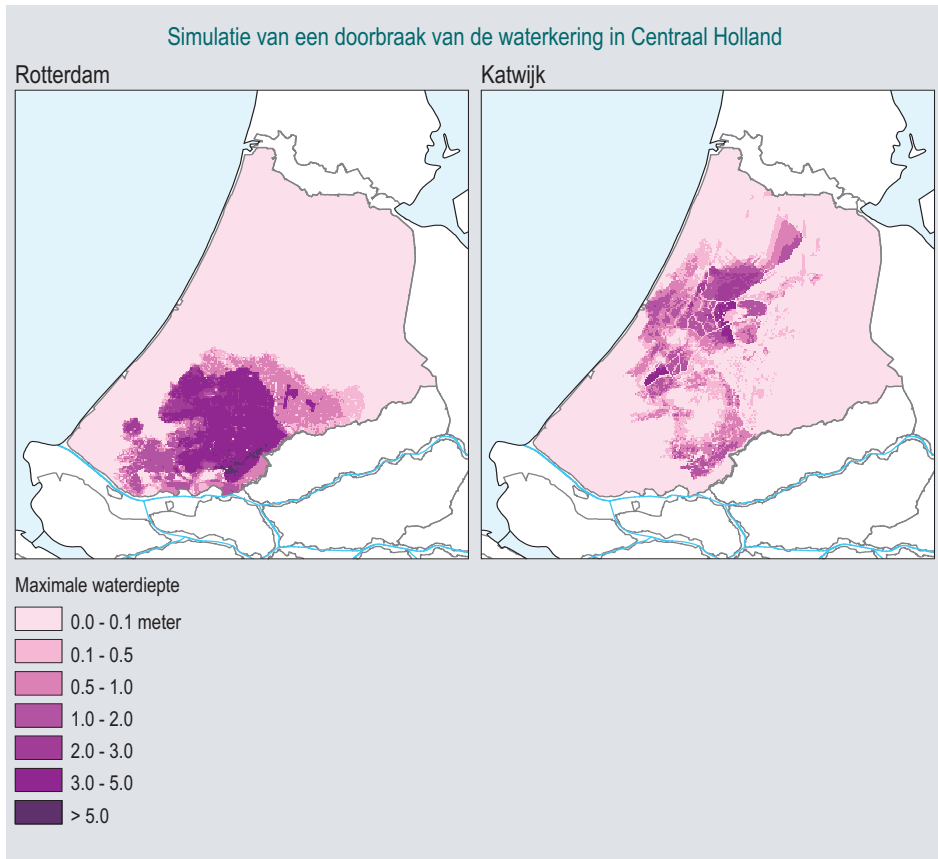 Simulatie van een doorbraak van de waterkering in Centraal Holland
Rotterdam
Katwijk
Maximale waterdiepte
0.0 - 0.1 meter
0.1 - 0.5
0.5 - 1.0
1.0 - 2.0
2.0 - 3.0
3.0 - 5.0
> 5.0